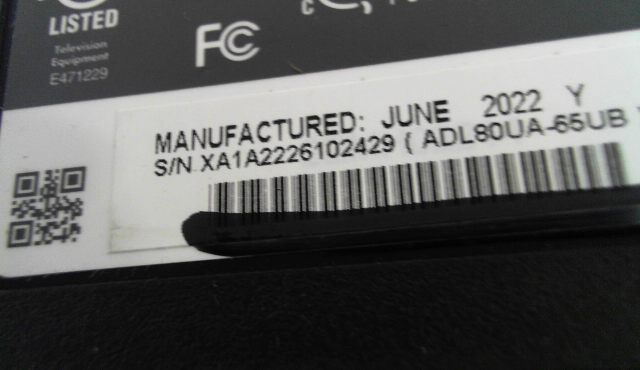 LISTED
Television
Equipment
E471229
FC
MANUFACTURED: JUNE 2022 Y
S/N XA1A2226102429 ( ADL80UA-65UB